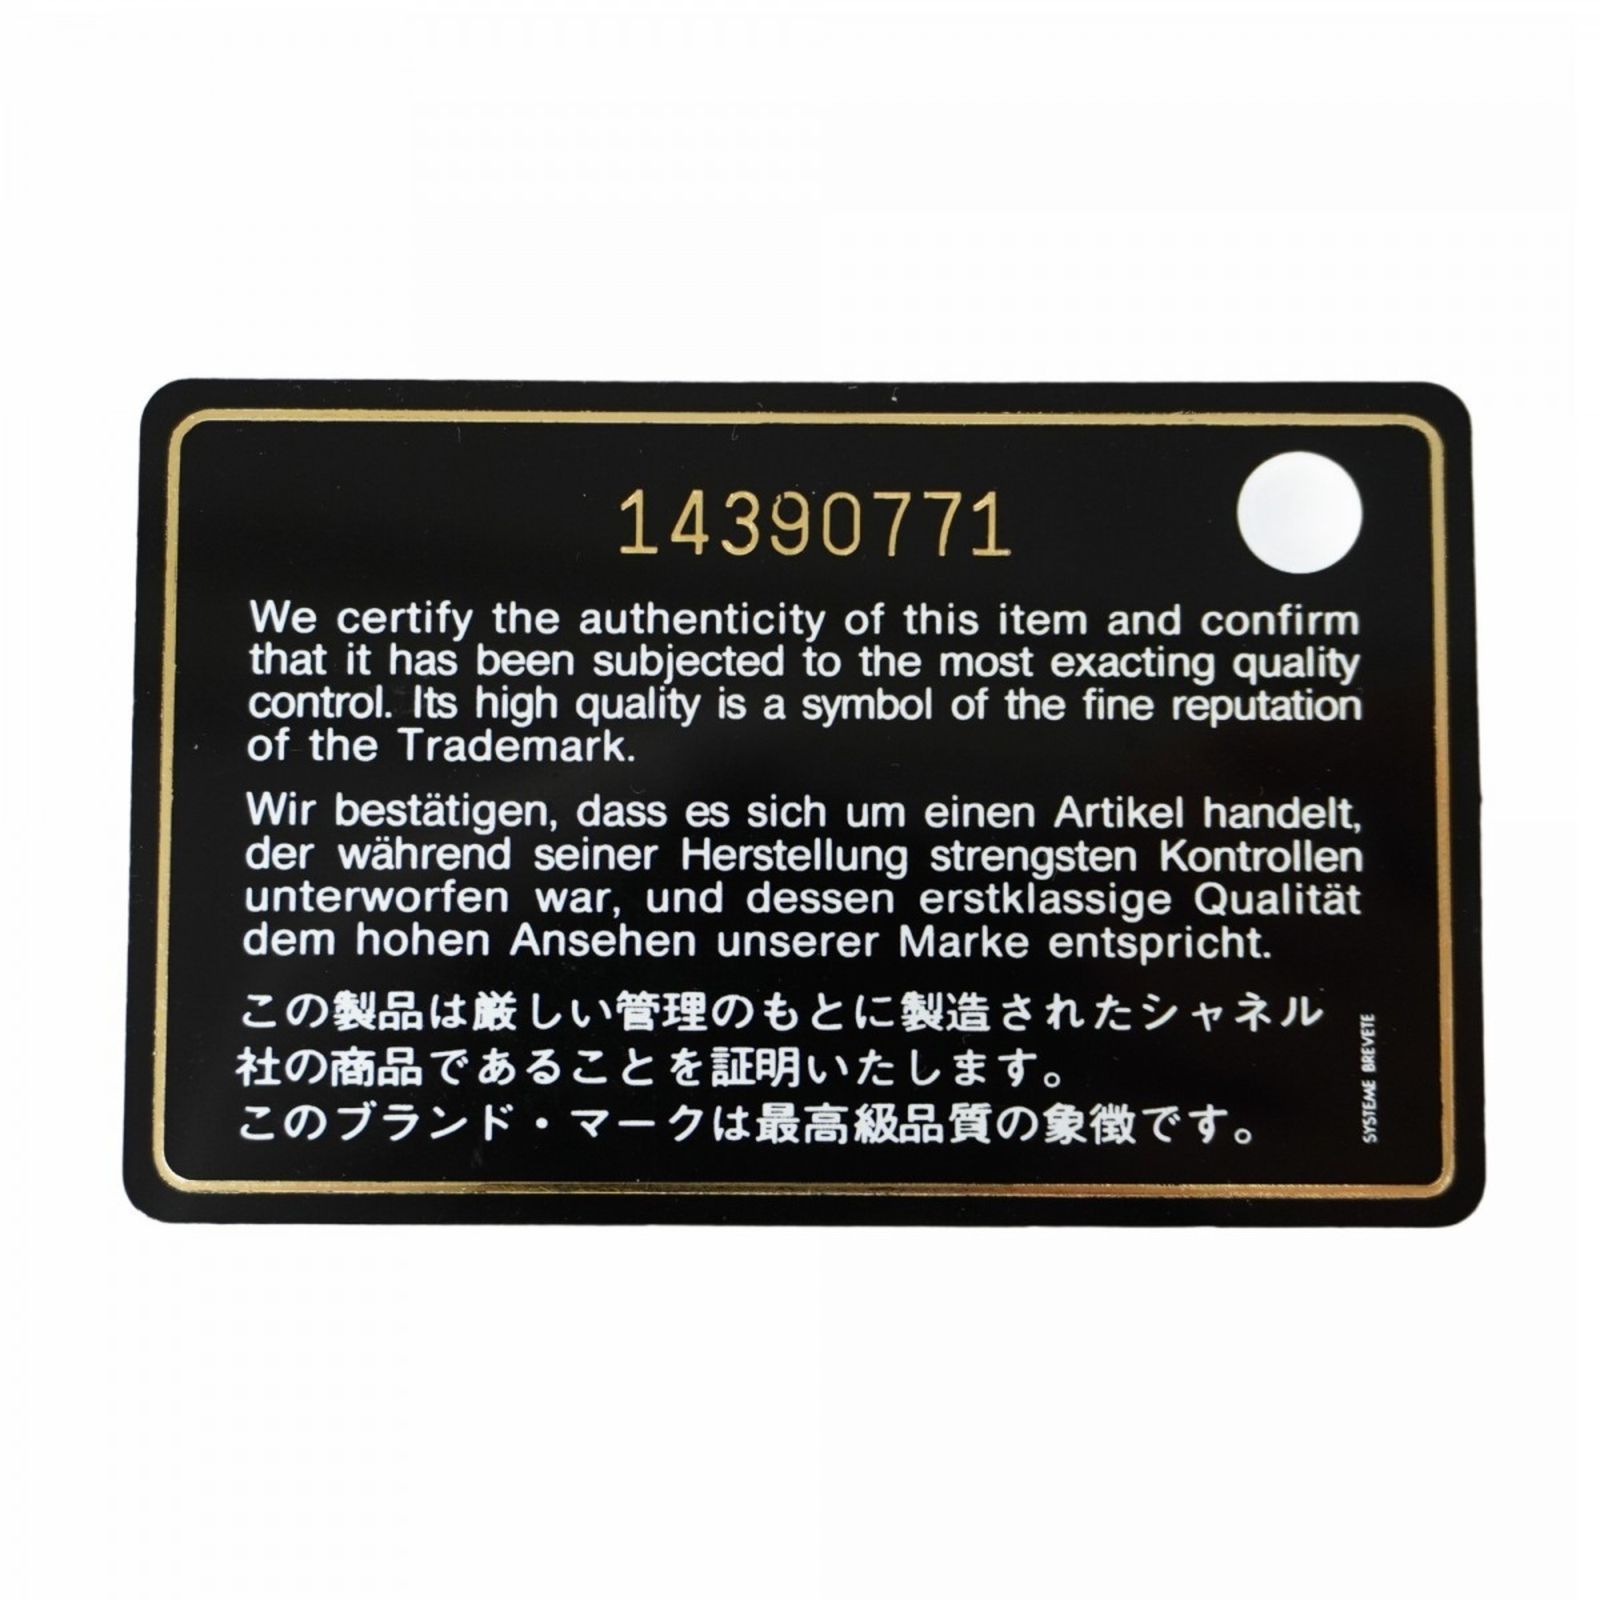 14390771
We certify the authenticity of this item and confirm
that it has been subjected to the most exacting quality
control. Its high quality is a symbol of the fine reputation
of the Trademark.
Wir bestätigen, dass es sich um einen Artikel handelt,
der während seiner Herstellung strengsten Kontrollen
unterworfen war, und dessen erstklassige Qualität
dem hohen Ansehen unserer Marke entspricht.
この製品は厳しい管理のもとに製造されたシャネル
社の商品であることを証明いたします。
このブランド・マークは最高級品質の象徴です。
SYSTEME BREVETE